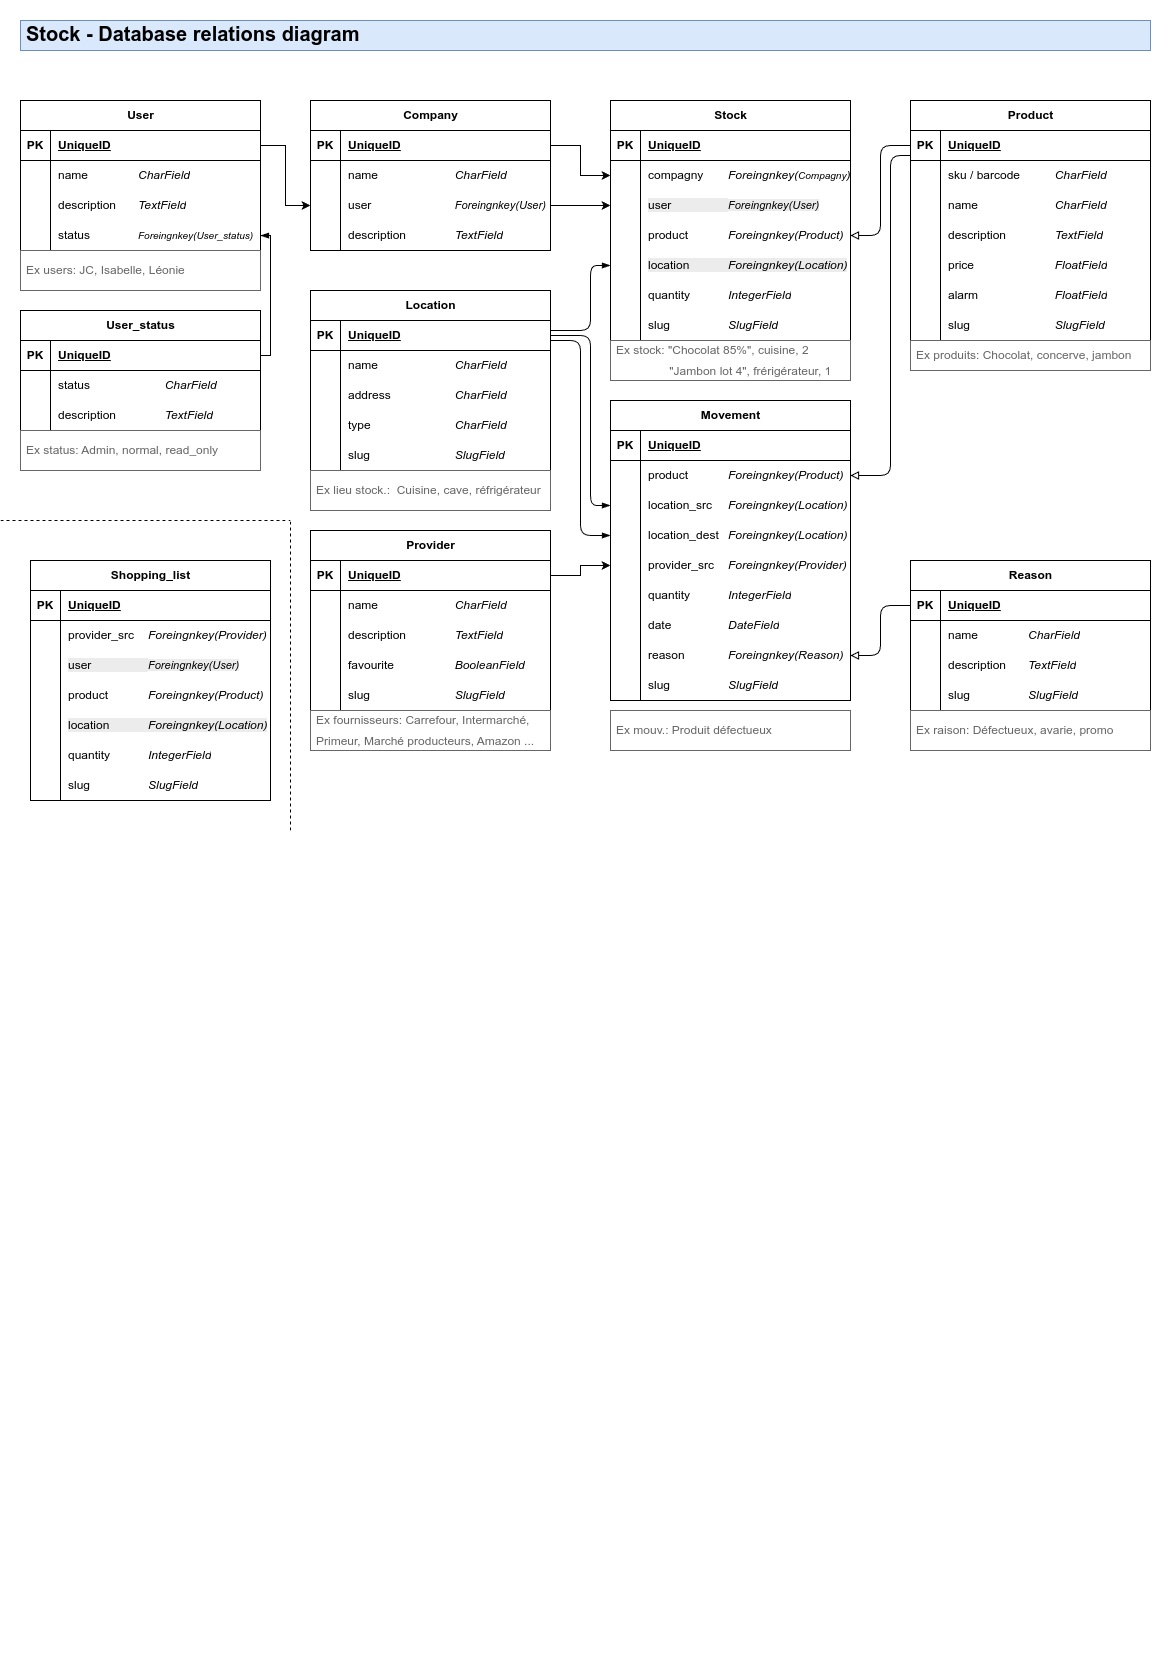 Stock - Database relations diagram
User
PK UniqueID
name CharField
description TextField
status Foreingnkey(User_status)
Ex users: JC, Isabelle, Léonie
User_status
PK UniqueID
status CharField
description TextField
Ex status: Admin, normal, read_only
Shopping_list
PK UniqueID
provider_src Foreingnkey(Provider)
user Foreingnkey(User)
product Foreingnkey(Product)
location Foreingnkey(Location)
quantity IntegerField
slug SlugField
Company
PK UniqueID
name CharField
user Foreingnkey(User)
description TextField
Location
PK UniqueID
name CharField
address CharField
type CharField
slug SlugField
Ex lieu stock.: Cuisine, cave, réfrigérateur
Provider
PK UniqueID
name CharField
description TextField
favourite BooleanField
slug SlugField
Ex fournisseurs: Carrefour, Intermarché,
Primeur, Marché producteurs, Amazon ...
Stock
PK UniqueID
compagny Foreingnkey(Compagny)
user Foreingnkey(User)
product Foreingnkey(Product)
location Foreingnkey(Location)
quantity IntegerField
slug SlugField
Ex stock: "Chocolat 85%", cuisine, 2
"Jambon lot 4", frérigérateur, 1
Movement
PK UniqueID
product Foreingnkey(Product)
location_src Foreingnkey(Location)
location_dest Foreingnkey(Location)
provider_src Foreingnkey(Provider)
quantity IntegerField
date DateField
reason Foreingnkey(Reason)
slug SlugField
Ex mouv.: Produit défectueux
Product
PK UniqueID
sku / barcode CharField
name CharField
description TextField
price FloatField
alarm FloatField
slug SlugField
Ex produits: Chocolat, concerve, jambon
Reason
PK UniqueID
name CharField
description TextField
slug SlugField
Ex raison: Défectueux, avarie, promo